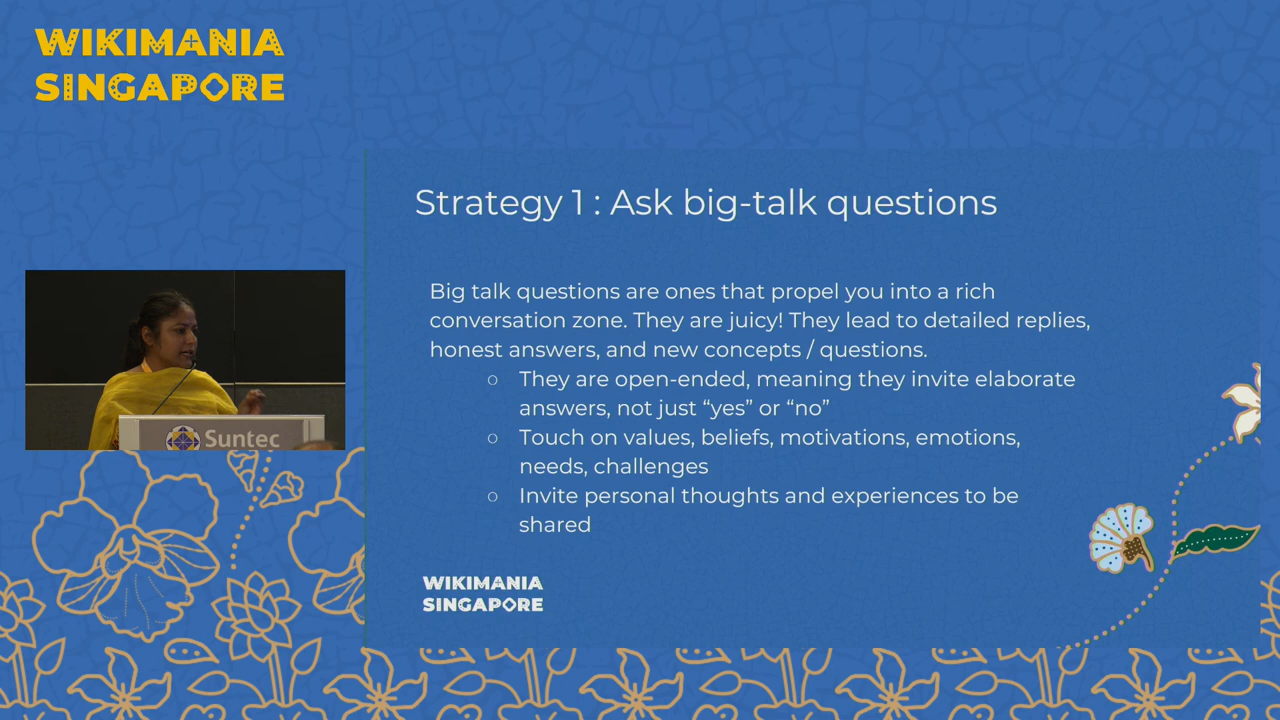 WIKIMANIA
SINGAPORE
Strategy 1 : Ask big-talk questions
Big talk questions are ones that propel you into a rich
conversation zone. They are juicy! They lead to detailed replies,
honest answers, and new concepts / questions.
○ They are open-ended, meaning they invite elaborate
answers, not just “yes” or “no”
○ Touch on values, beliefs, motivations, emotions,
needs, challenges
○ Invite personal thoughts and experiences to be
shared
Suntec
WIKIMANIA
SINGAPORE